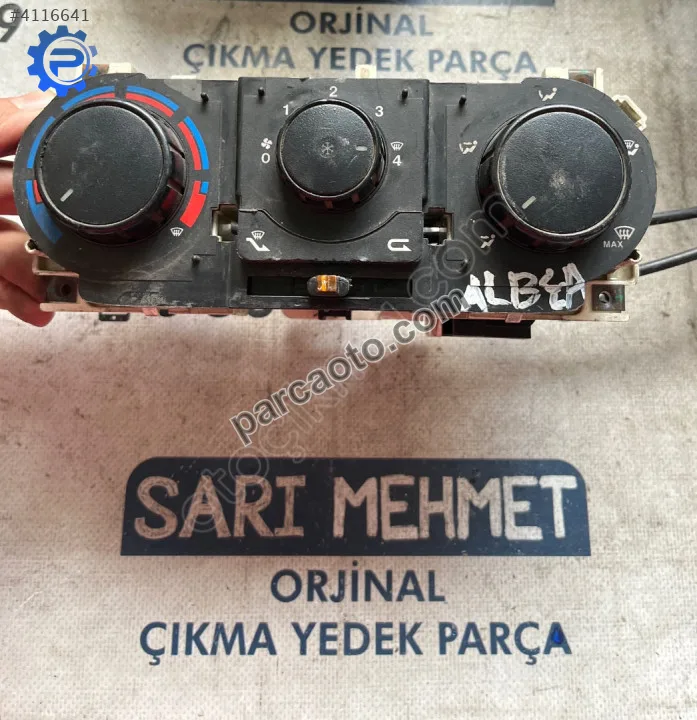 #4116641
9
ORJİNAL
ÇIKMA YEDEK PARÇA
0 1 2 3 4
MAX
ALBEA
parcaoto.com
SARI MEHMET
ORJİNAL
ÇIKMA YEDEK PARÇA